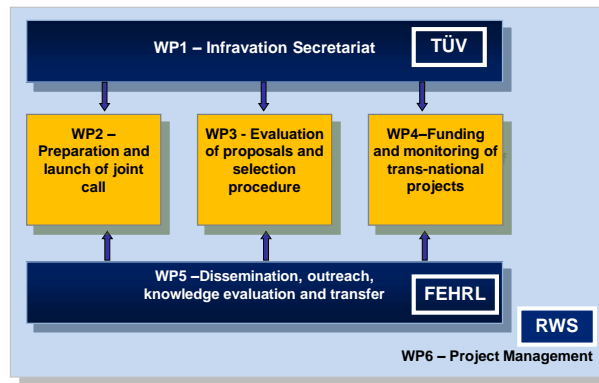 WP1 – Infravation Secretariat
TÜV
WP2 –
Preparation and
launch of joint
call
WP3 - Evaluation
of proposals and
selection
procedure
WP4–Funding
and monitoring of
trans-national
projects
WP5 –Dissemination, outreach,
knowledge evaluation and transfer
FEHRL
RWS
WP6 – Project Management